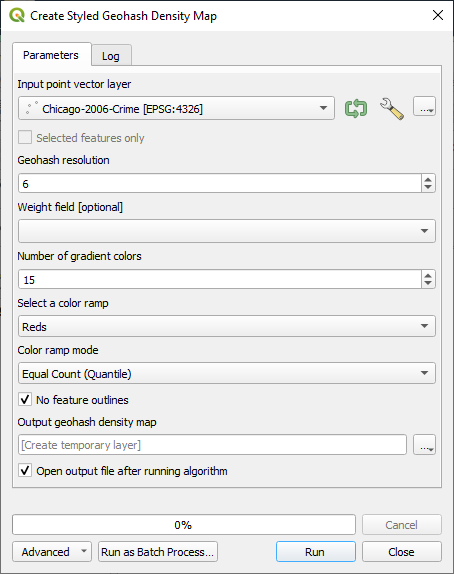 Create Styled Geohash Density Map
Parameters
Log
Input point vector layer
Chicago-2006-Crime [EPSG:4326]
...
Selected features only
Geohash resolution
6
Weight field [optional]
Number of gradient colors
15
Select a color ramp
Reds
Color ramp mode
Equal Count (Quantile)
No feature outlines
Output geohash density map
[Create temporary layer]
...
Open output file after running algorithm
0%
Cancel
Advanced
Run as Batch Process...
Run
Close